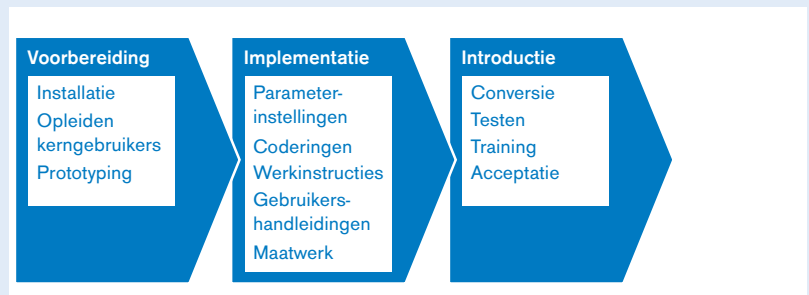 Voorbereiding
Installatie
Opleiden
kerngebruikers
Prototyping
Implementatie
Parameter-
instellingen
Coderingen
Werkinstructies
Gebruikers-
handleidingen
Maatwerk
Introductie
Conversie
Testen
Training
Acceptatie